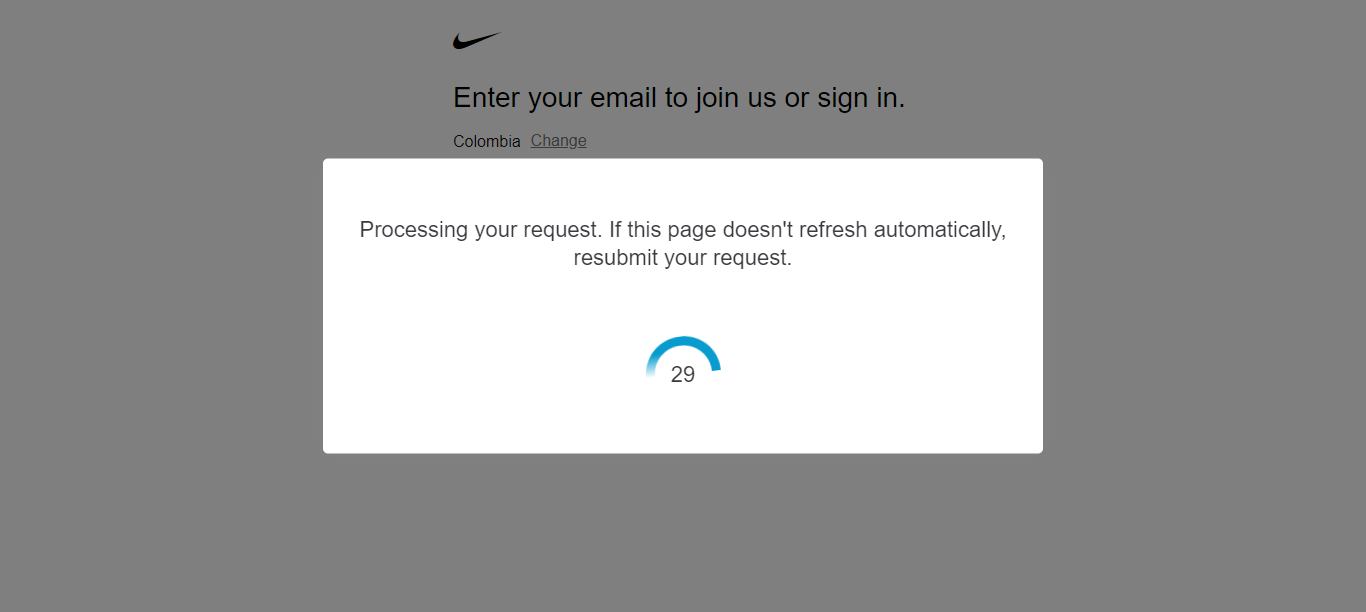 Enter your email to join us or sign in.
Colombia Change
Processing your request. If this page doesn't refresh automatically,
resubmit your request.
29